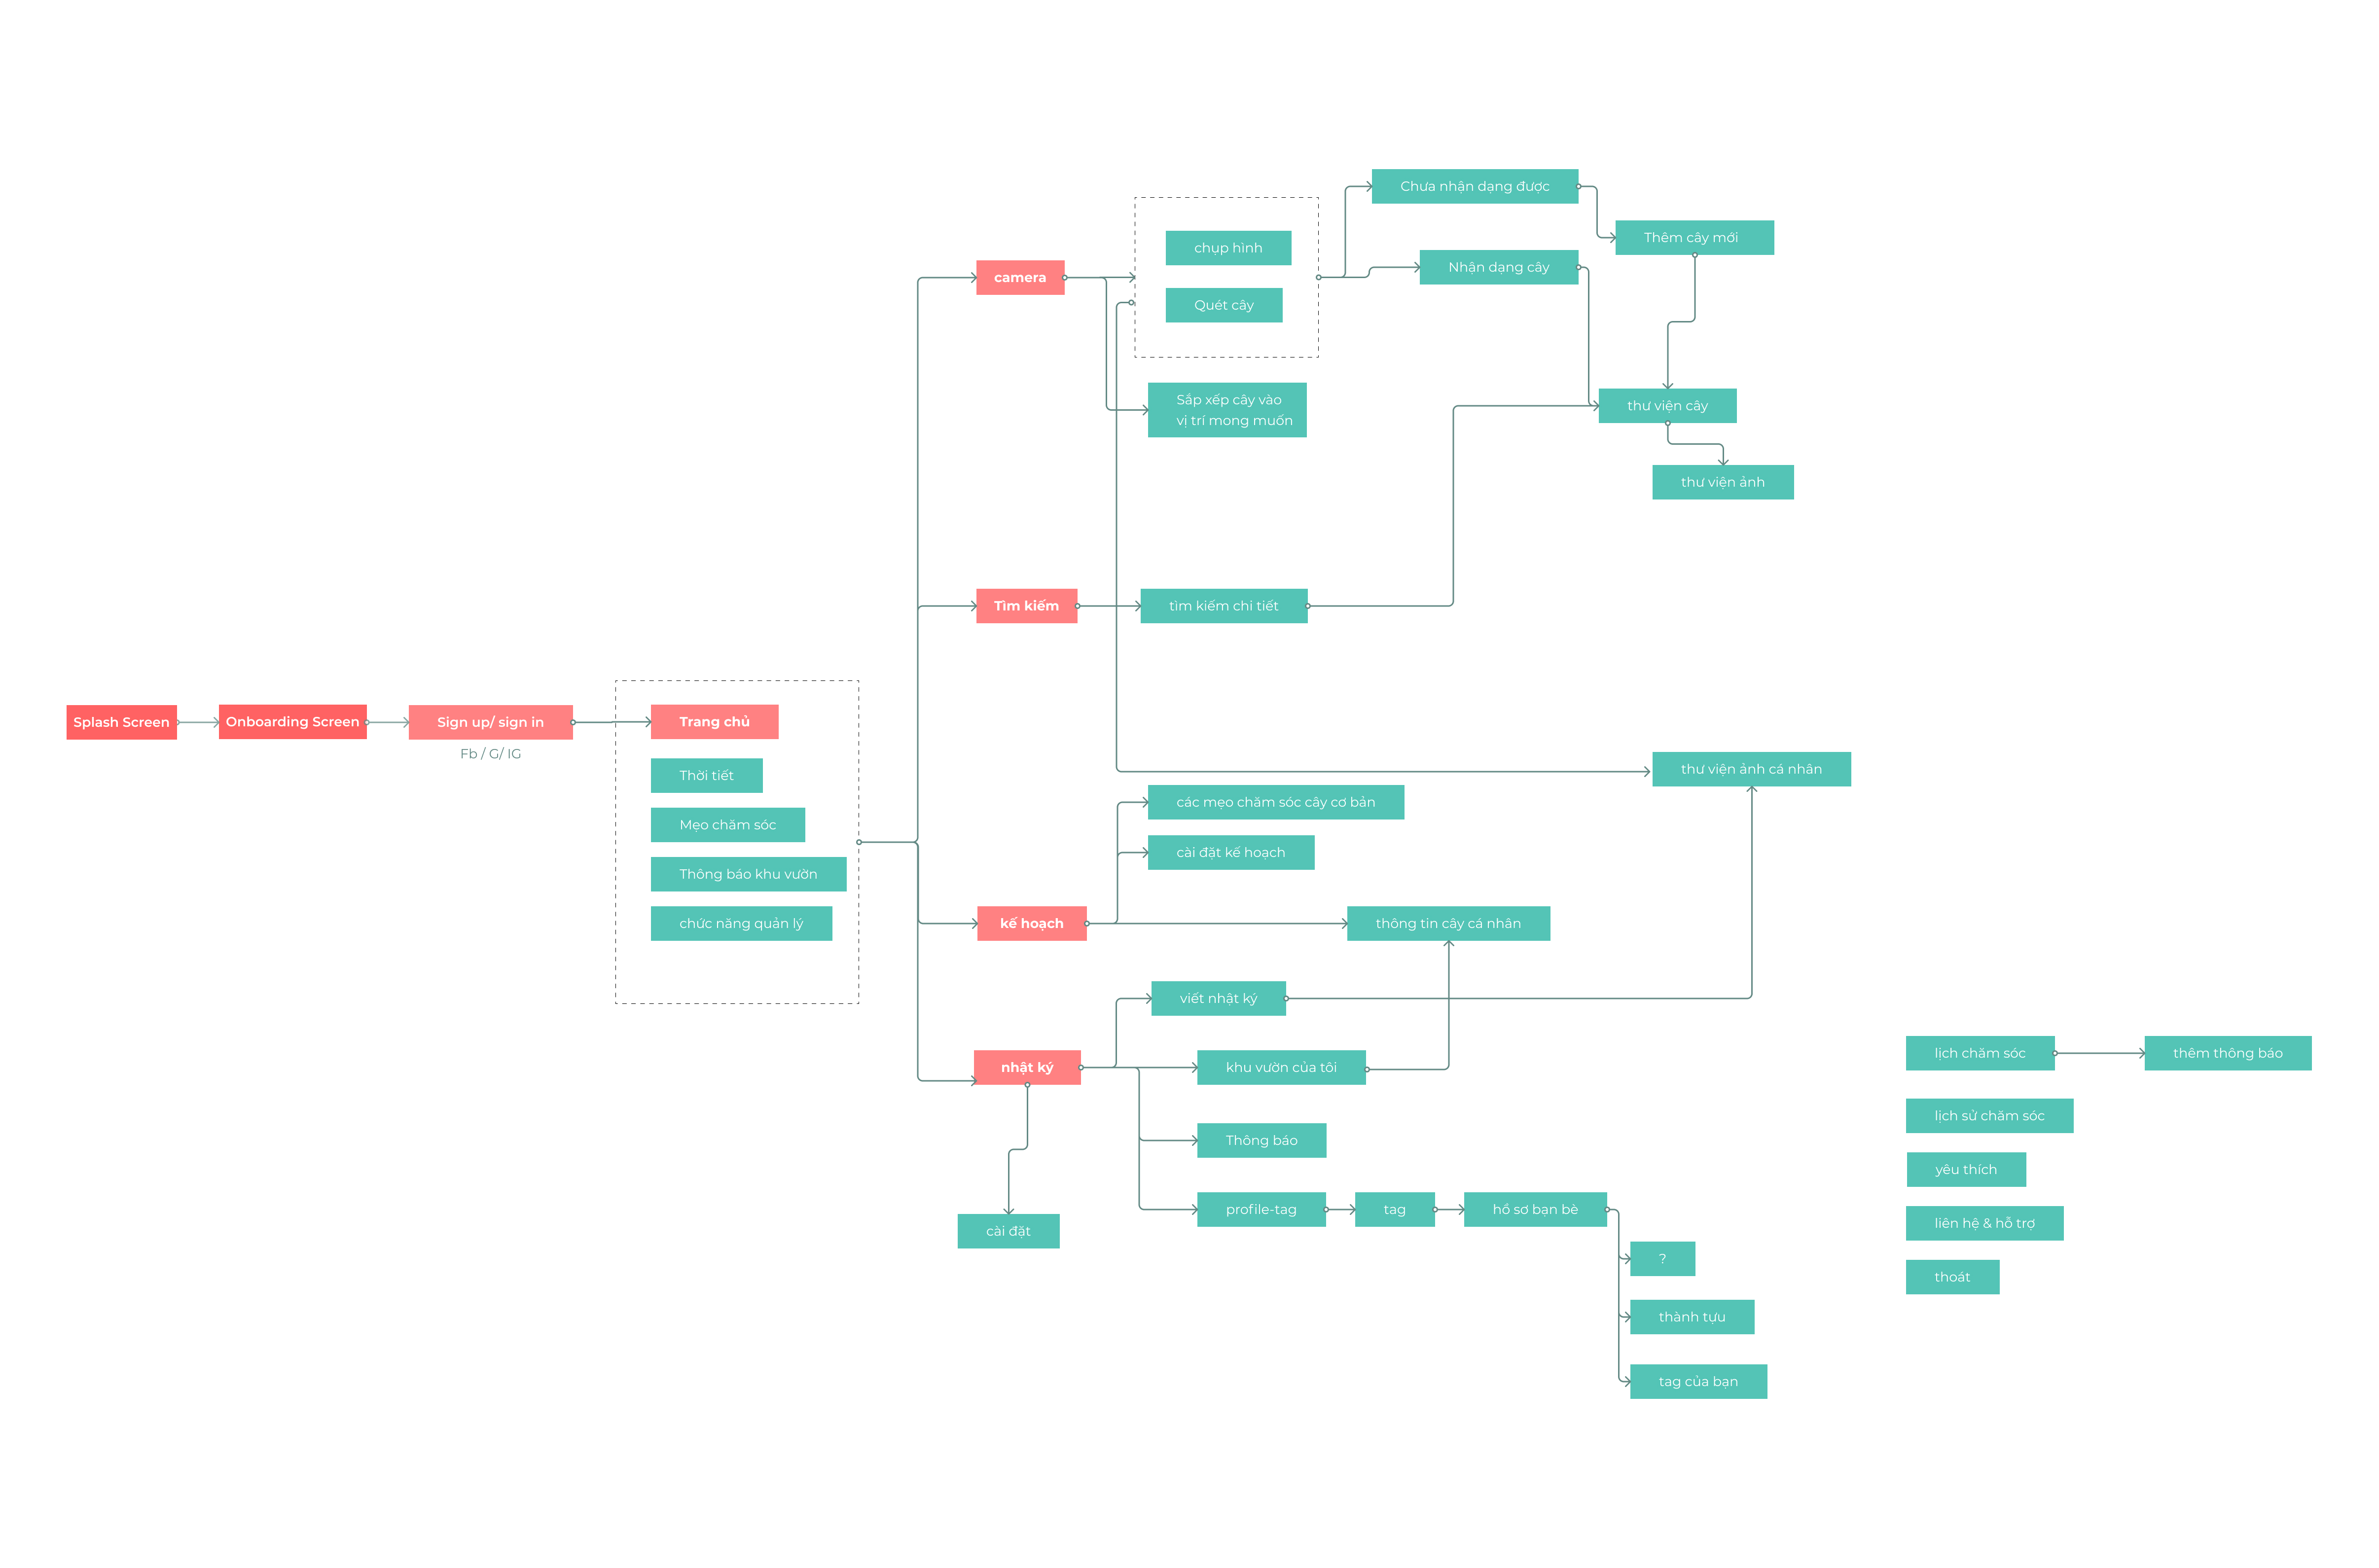 Splash Screen
Onboarding Screen
Sign up/ sign in
Fb / G/ IG
Trang chủ
Thời tiết
Mẹo chăm sóc
Thông báo khu vườn
chức năng quản lý
camera
chụp hình
Quét cây
Sắp xếp cây vào
vị trí mong muốn
Chưa nhận dạng được
Nhận dạng cây
Thêm cây mới
thư viện cây
thư viện ảnh
Tìm kiếm
tìm kiếm chi tiết
thư viện ảnh cá nhân
kế hoạch
các mẹo chăm sóc cây cơ bản
cài đặt kế hoạch
thông tin cây cá nhân
nhật ký
viết nhật ký
khu vườn của tôi
Thông báo
profile-tag
tag
hồ sơ bạn bè
?
thành tựu
tag của bạn
cài đặt
lịch chăm sóc
thêm thông báo
lịch sử chăm sóc
yêu thích
liên hệ & hỗ trợ
thoát